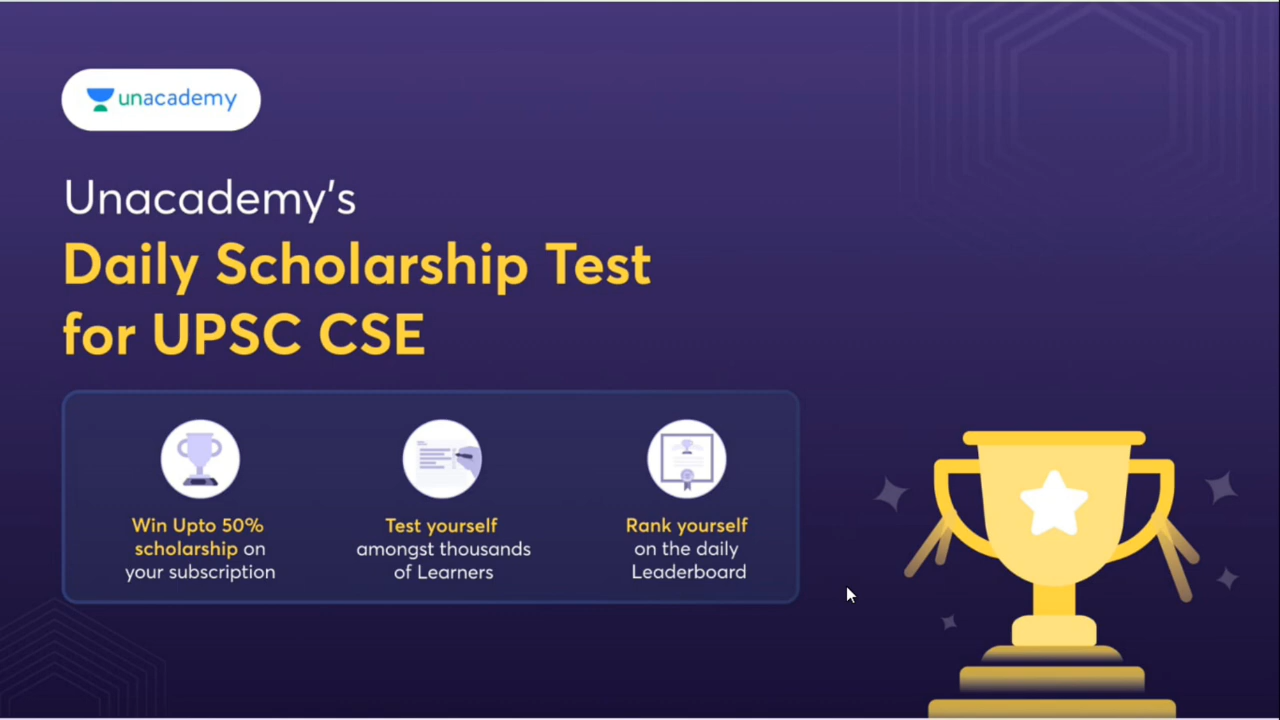 unacademy
Unacademy's
Daily Scholarship Test
for UPSC CSE
Win Upto 50%
scholarship on
your subscription
Test yourself
amongst thousands
of Learners
Rank yourself
on the daily
Leaderboard